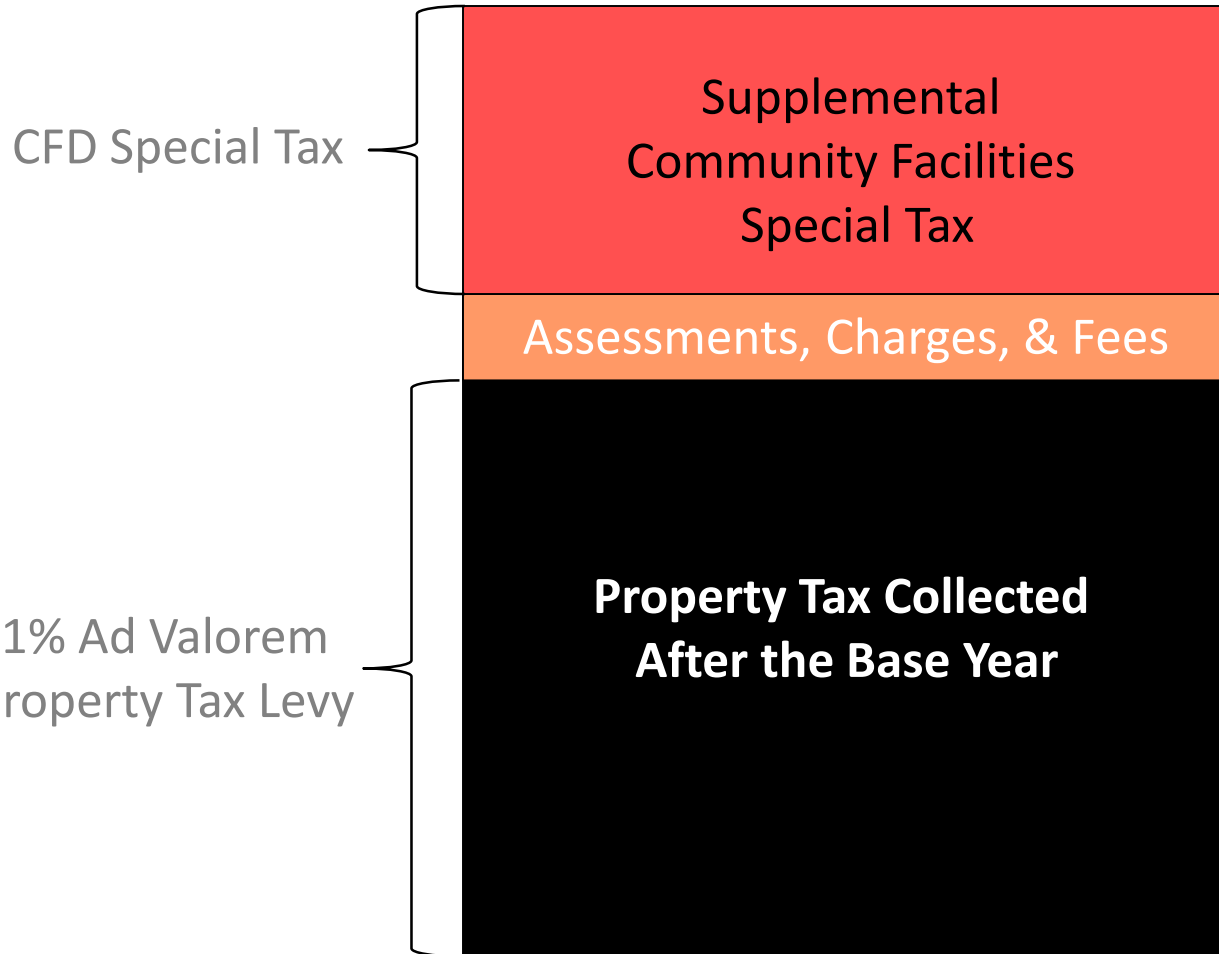 CFD Special Tax
Supplemental
Community Facilities
Special Tax
Assessments, Charges, & Fees
1% Ad Valorem
roperty Tax Levy
Property Tax Collected
After the Base Year